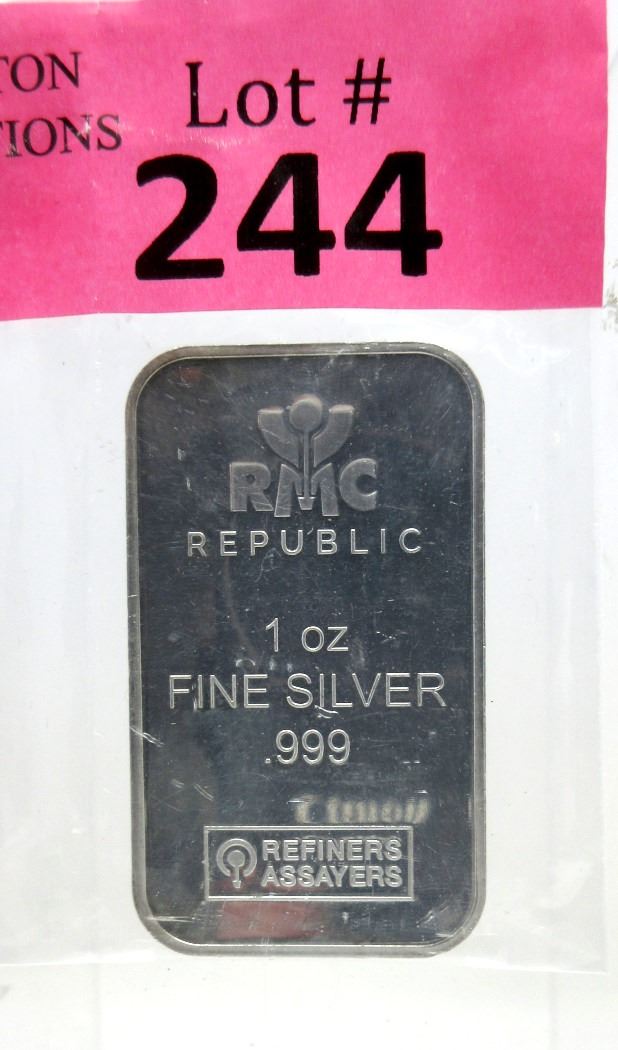 TON
TIONS
Lot #
244
RMC
REPUBLIC
1 oz
FINE SILVER
.999
REFINERS
ASSAYERS